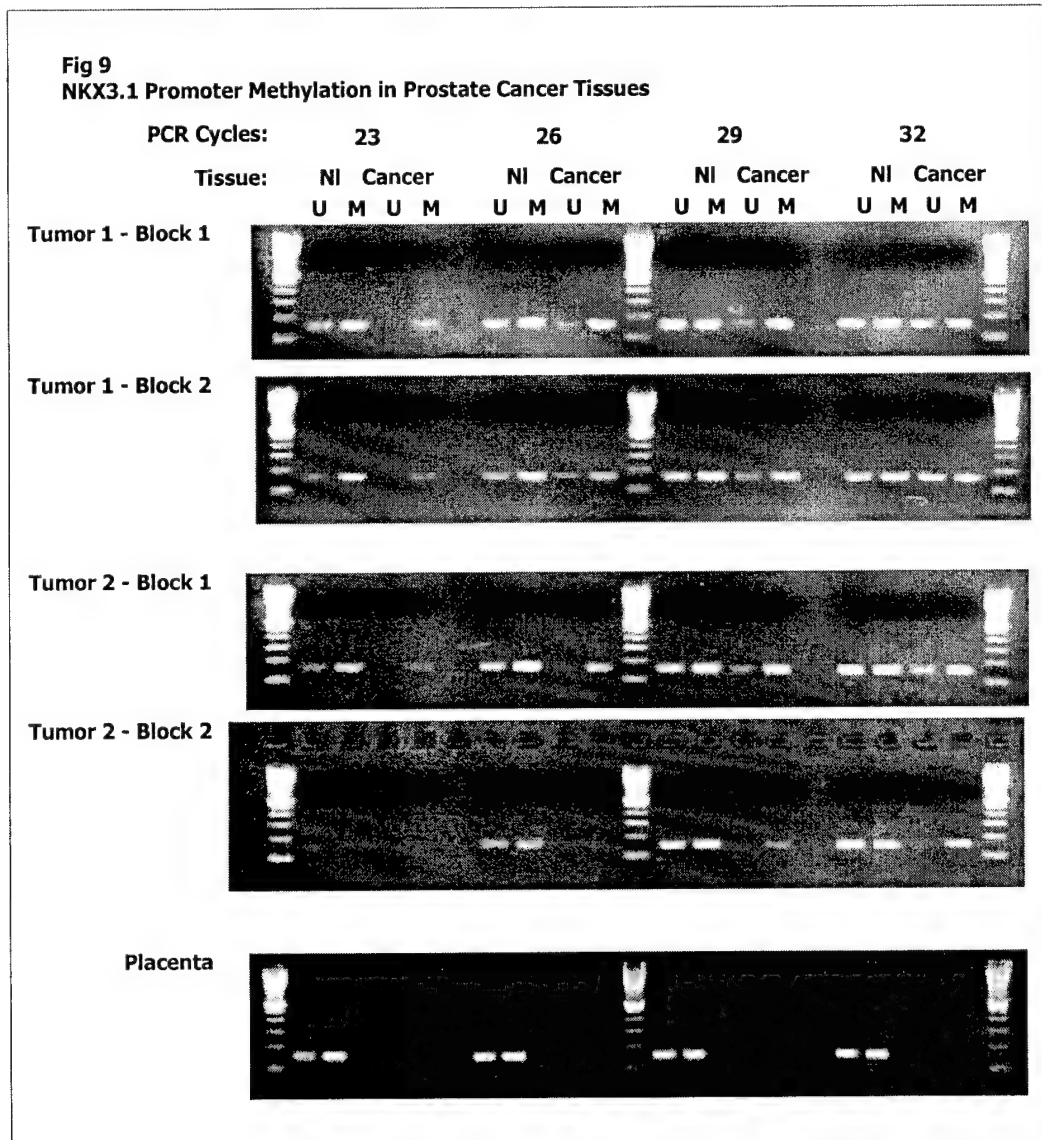 Fig 9
NKX3.1 Promoter Methylation in Prostate Cancer Tissues
PCR Cycles: 23 26 29 32
Tissue: Nl Cancer Nl Cancer Nl Cancer Nl Cancer
U M U M U M U M U M U M U M U M
Tumor 1 - Block 1
Tumor 1 - Block 2
Tumor 2 - Block 1
Tumor 2 - Block 2
Placenta